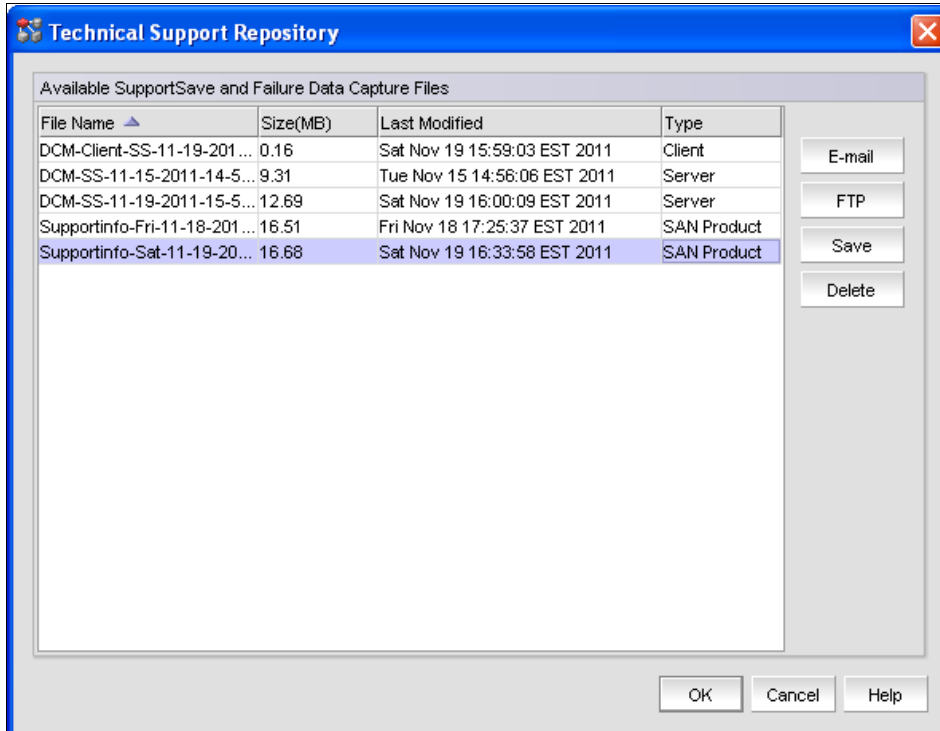 Technical Support Repository
Available SupportSave and Failure Data Capture Files
File Name Size(MB) Last Modified Type
DCM-Client-SS-11-19-201... 0.16 Sat Nov 19 15:59:03 EST 2011 Client
DCM-SS-11-15-2011-14-5... 9.31 Tue Nov 15 14:56:06 EST 2011 Server
DCM-SS-11-19-2011-15-5... 12.69 Sat Nov 19 16:00:09 EST 2011 Server
Supportinfo-Fri-11-18-201... 16.51 Fri Nov 18 17:25:37 EST 2011 SAN Product
Supportinfo-Sat-11-19-20... 16.68 Sat Nov 19 16:33:58 EST 2011 SAN Product
E-mail
FTP
Save
Delete
OK Cancel Help